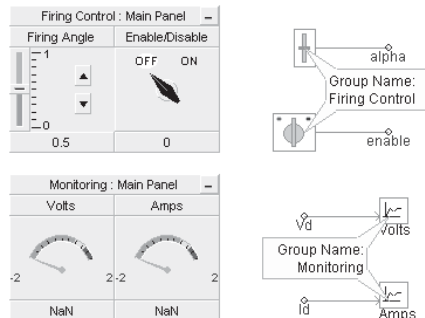 Firing Control : Main Panel
Firing Angle Enable/Disable
1
OFF ON
0
0.5 0
alpha
Group Name:
Firing Control
enable
Monitoring : Main Panel
Volts Amps
-2 2 -2 2
NaN NaN
Vd
Volts
Group Name:
Monitoring
Id
Amps